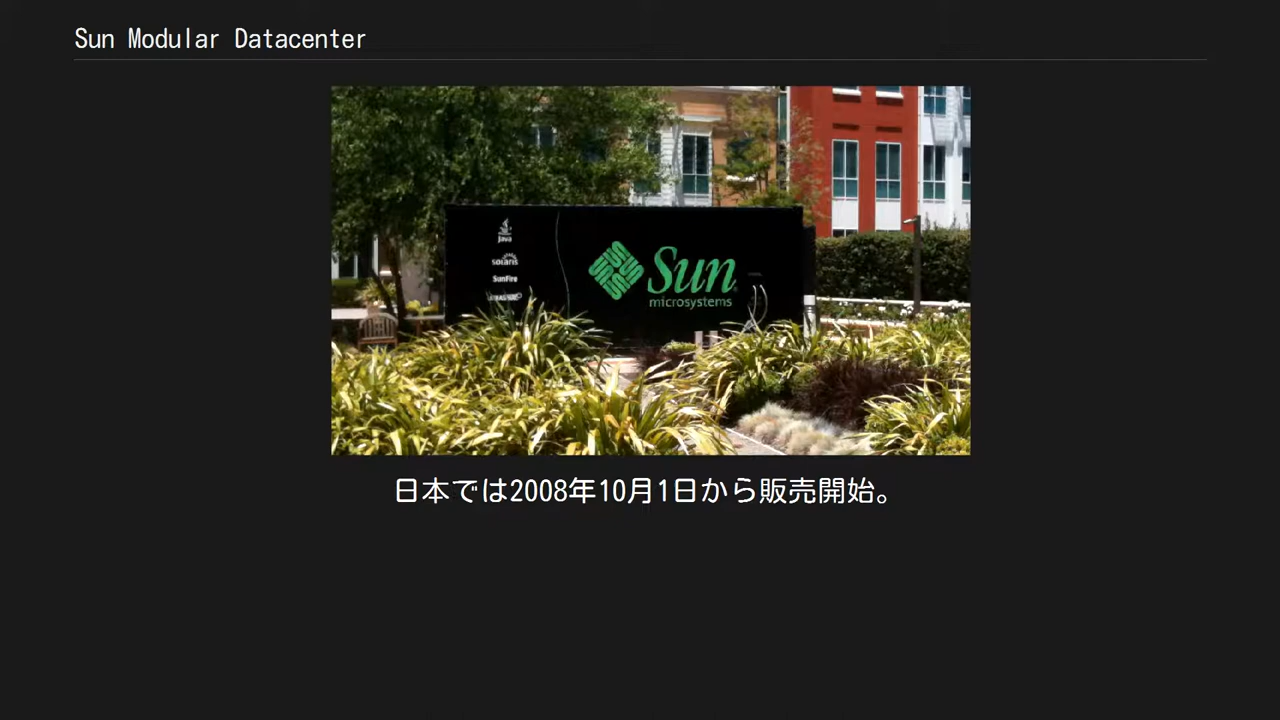 Sun Modular Datacenter
Java
solaris
SunFire
Sun
microsystems
日本では2008年10月1日から販売開始。